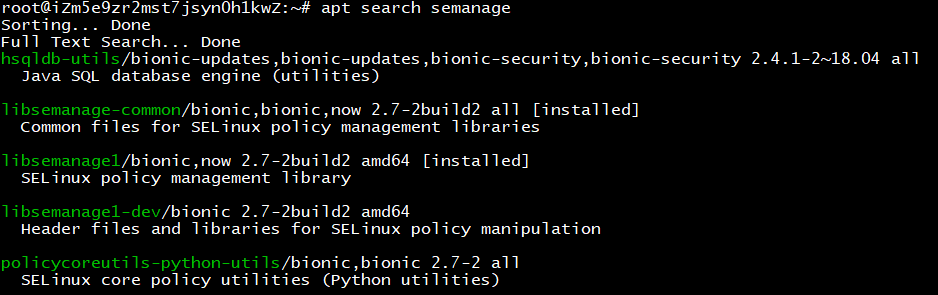 root@iZm5e9zr2mst7jsyn0h1kwZ:~# apt search semanage
Sorting... Done
Full Text Search... Done
hsqldb-utils/bionic-updates,bionic-updates,bionic-security,bionic-security 2.4.1-2~18.04 all
  Java SQL database engine (utilities)

libsemanage-common/bionic,bionic,now 2.7-2build2 all [installed]
  Common files for SELinux policy management libraries

libsemanage1/bionic,now 2.7-2build2 amd64 [installed]
  SELinux policy management library

libsemanage1-dev/bionic 2.7-2build2 amd64
  Header files and libraries for SELinux policy manipulation

policycoreutils-python-utils/bionic,bionic 2.7-2 all
  SELinux core policy utilities (Python utilities)